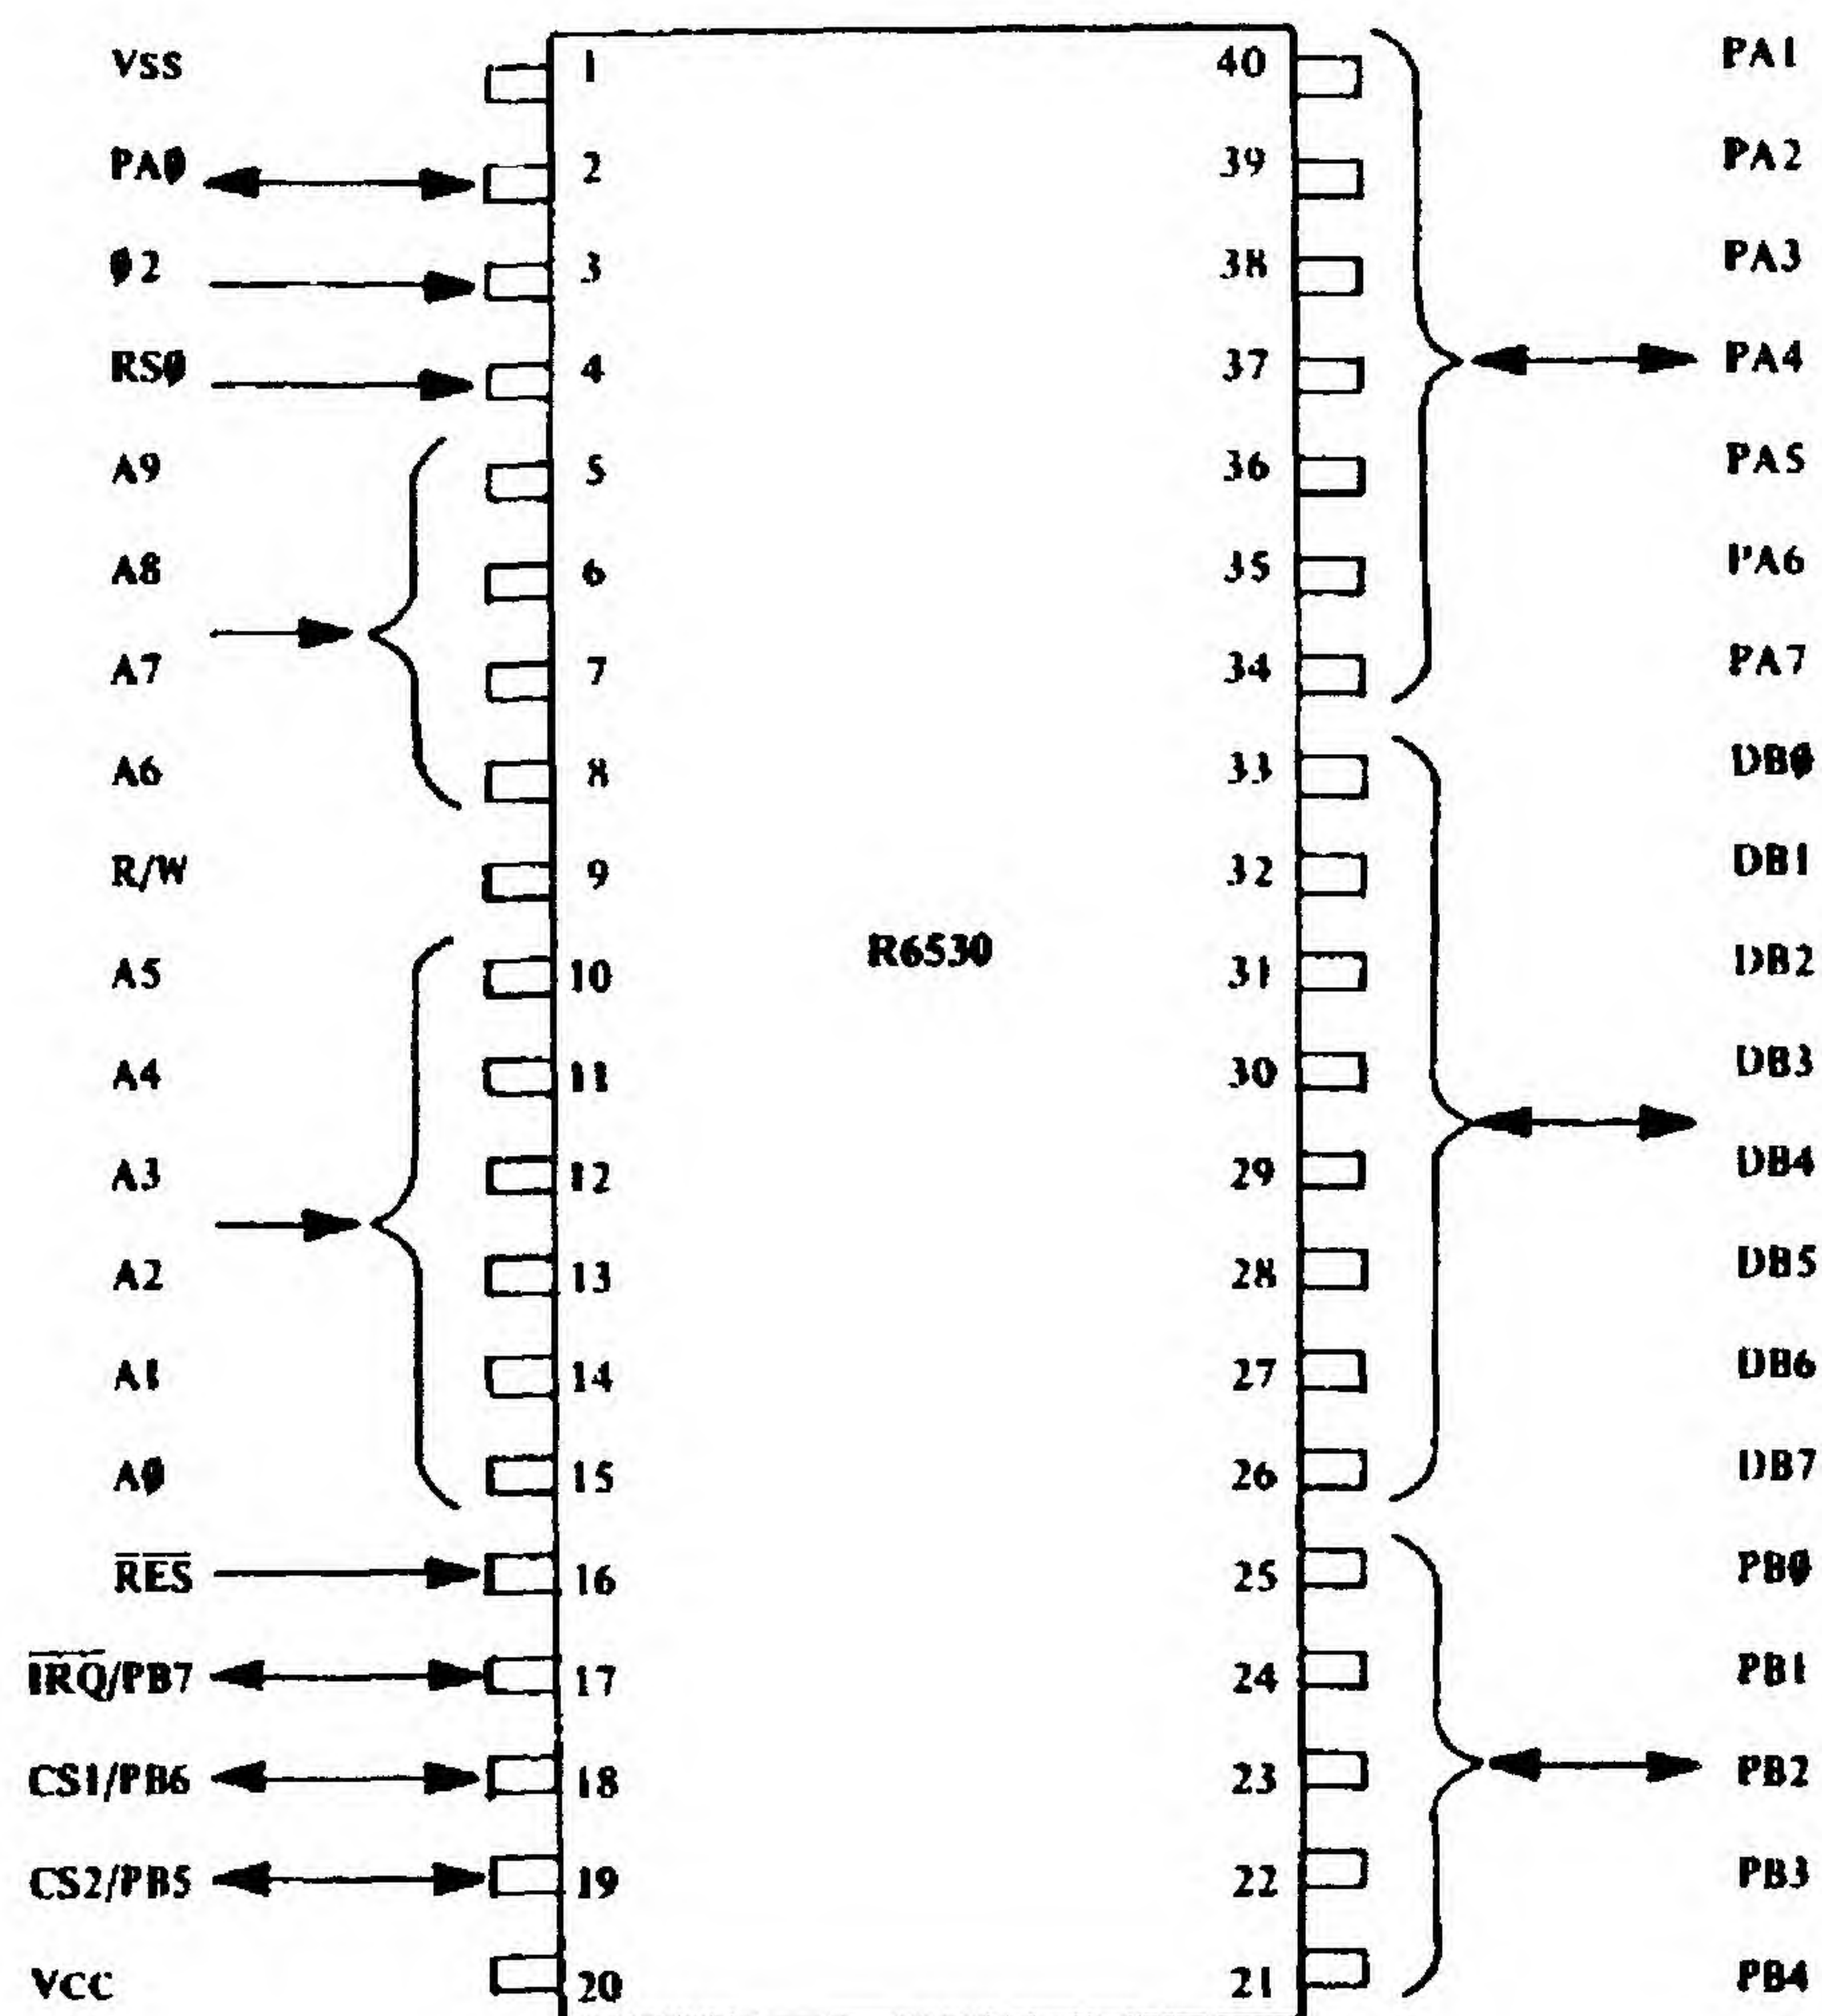 VSS 1 40 PA1
PA0 2 39 PA2
Ø2 3 38 PA3
RS0 4 37 PA4
A9 5 36 PA5
A8 6 35 PA6
A7 7 34 PA7
A6 8 33 DB0
R/W 9 32 DB1
R6530
A5 10 31 DB2
A4 11 30 DB3
A3 12 29 DB4
A2 13 28 DB5
A1 14 27 DB6
A0 15 26 DB7
R̅E̅S̅ 16 25 PB0
I̅R̅Q̅/PB7 17 24 PB1
CS1/PB6 18 23 PB2
CS2/PB5 19 22 PB3
VCC 20 21 PB4